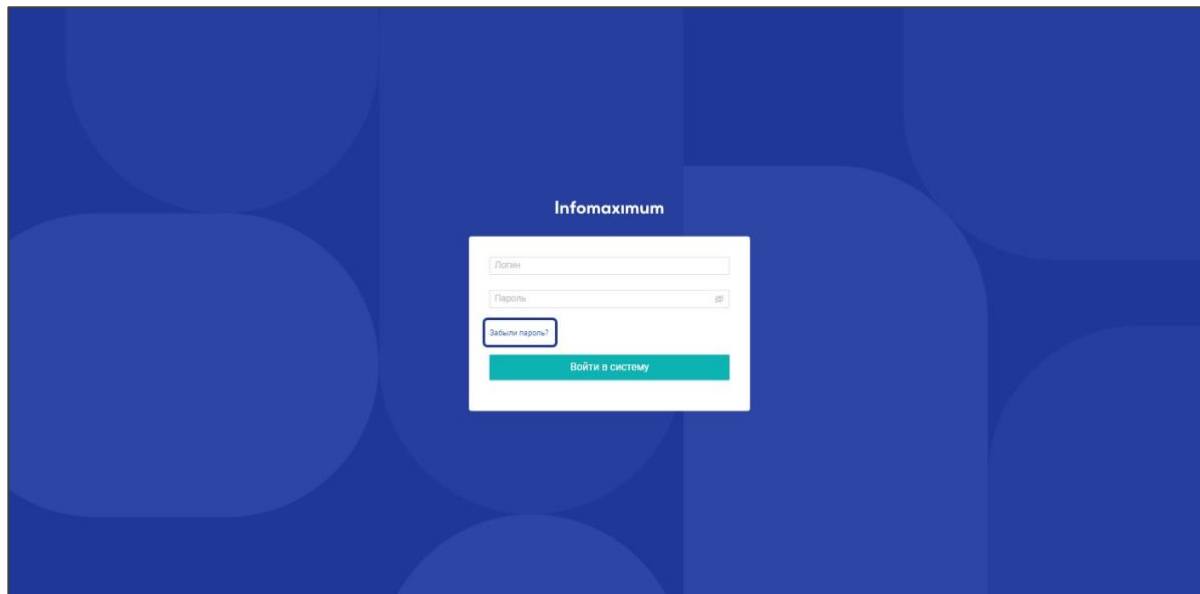 Infomaximum
Логин
Пароль
Забыли пароль?
Войти в систему